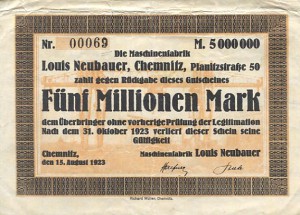 Nr. 00069 M. 5 000 000
Die Maschinenfabrik
Louis Neubauer, Chemnitz, Planitzstraße 50
zahlt gegen Rückgabe dieses Gutscheines
Fünf Millionen Mark
dem Überbringer ohne vorherige Prüfung der Legitimation
Nach dem 31. Oktober 1923 verliert dieser Schein seine
Gültigkeit
Chemnitz, Maschinenfabrik Louis Neubauer
den 15. August 1923